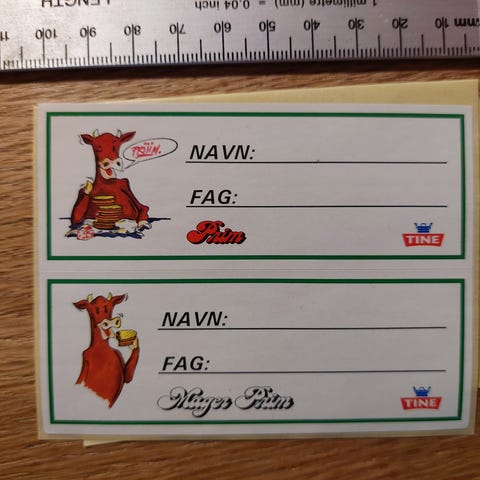 LENGTH
1 millimetre (mm) = 0.04 inch
mm
110 100 90 80 70 60 50 40 30 20 10
NAVN:
FAG:
Prim
TINE
NAVN:
FAG:
Mager Prim
TINE